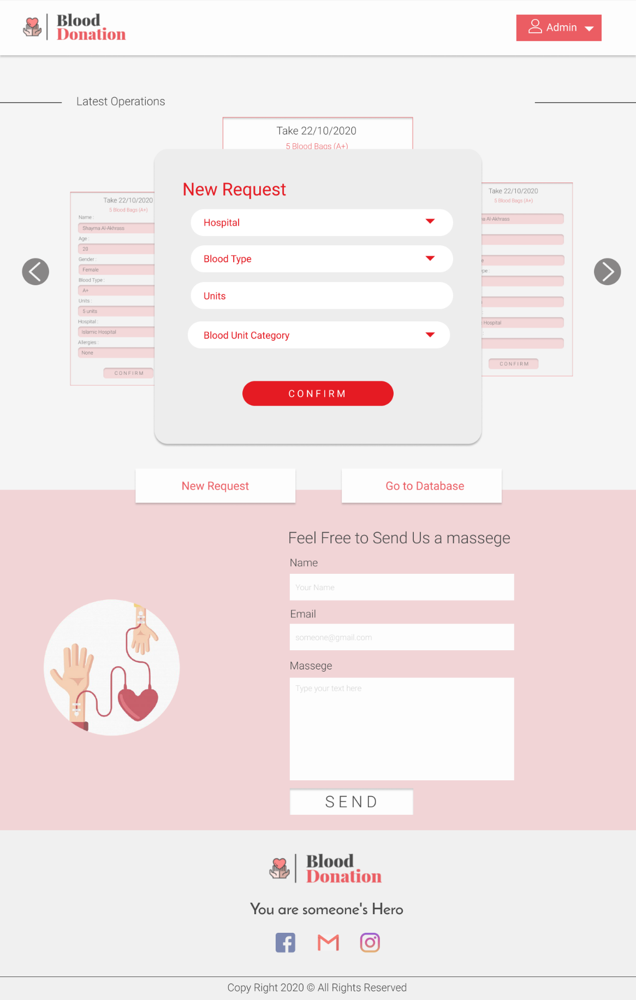 Blood
Donation
Admin
Latest Operations
Take 22/10/2020
5 Blood Bags (A+)
New Request
Hospital
Blood Type
Units
Blood Unit Category
CONFIRM
Take 22/10/2020
5 Blood Bags (A+)
Name :
Shayma Al-Akhrass
Age :
20
Gender :
Female
Blood Type :
A+
Units :
5 units
Hospital :
Islamic Hospital
Allergies :
None
CONFIRM
Take 22/10/2020
5 Blood Bags (A+)
Al-Akhrass
Hospital
CONFIRM
New Request
Go to Database
Feel Free to Send Us a massege
Name
Your Name
Email
someone@gmail.com
Massege
Type your text here
SEND
Blood
Donation
You are someone's Hero
Copy Right 2020 © All Rights Reserved